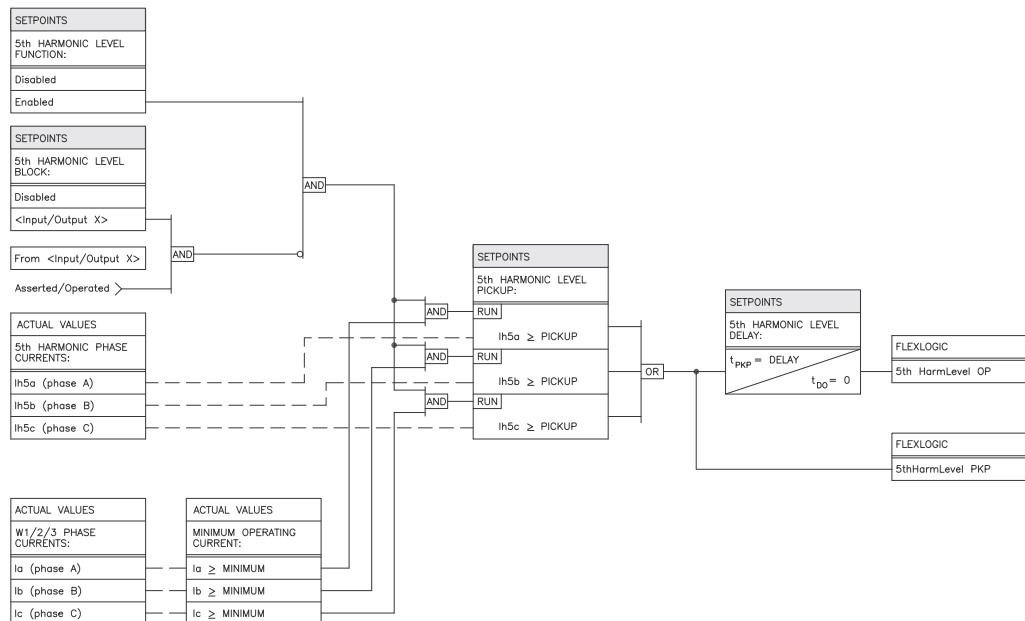 SETPOINTS
5th HARMONIC LEVEL
FUNCTION:
Disabled
Enabled
SETPOINTS
5th HARMONIC LEVEL
BLOCK:
Disabled
<Input/Output X>
From <Input/Output X>
Asserted/Operated
AND
AND
ACTUAL VALUES
5th HARMONIC PHASE
CURRENTS:
Ih5a (phase A)
Ih5b (phase B)
Ih5c (phase C)
ACTUAL VALUES
W1/2/3 PHASE
CURRENTS:
Ia (phase A)
Ib (phase B)
Ic (phase C)
ACTUAL VALUES
MINIMUM OPERATING
CURRENT:
Ia ≥ MINIMUM
Ib ≥ MINIMUM
Ic ≥ MINIMUM
AND
AND
AND
SETPOINTS
5th HARMONIC LEVEL
PICKUP:
RUN
Ih5a ≥ PICKUP
RUN
Ih5b ≥ PICKUP
RUN
Ih5c ≥ PICKUP
OR
SETPOINTS
5th HARMONIC LEVEL
DELAY:
tPKP = DELAY
tDO = 0
FLEXLOGIC
5th HarmLevel OP
FLEXLOGIC
5thHarmLevel PKP